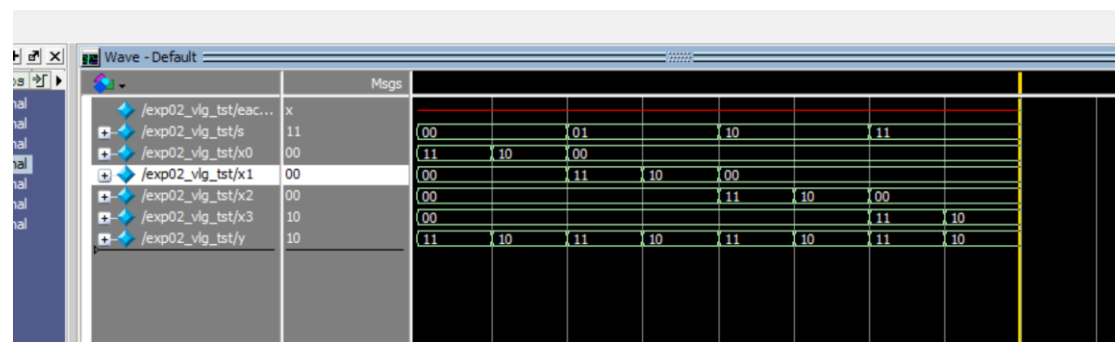 Wave - Default
Msgs
/exp02_vlg_tst/eac... x
/exp02_vlg_tst/s 11 00 01 10 11
/exp02_vlg_tst/x0 00 11 10 00
/exp02_vlg_tst/x1 00 00 11 10 00
/exp02_vlg_tst/x2 00 00 11 10 00
/exp02_vlg_tst/x3 10 00 11 10
/exp02_vlg_tst/y 10 11 10 11 10 11 10 11 10